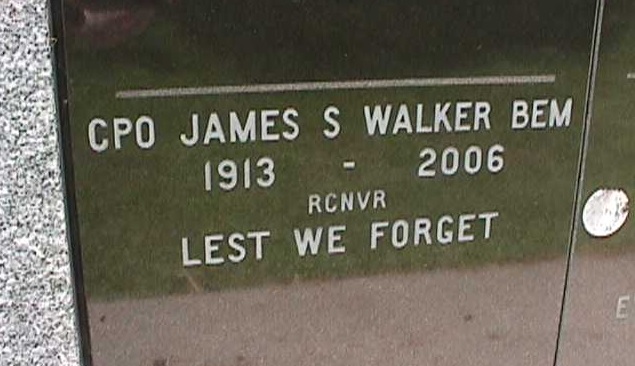 CPO JAMES S WALKER BEM
1913 - 2006
RCNVR
LEST WE FORGET
E